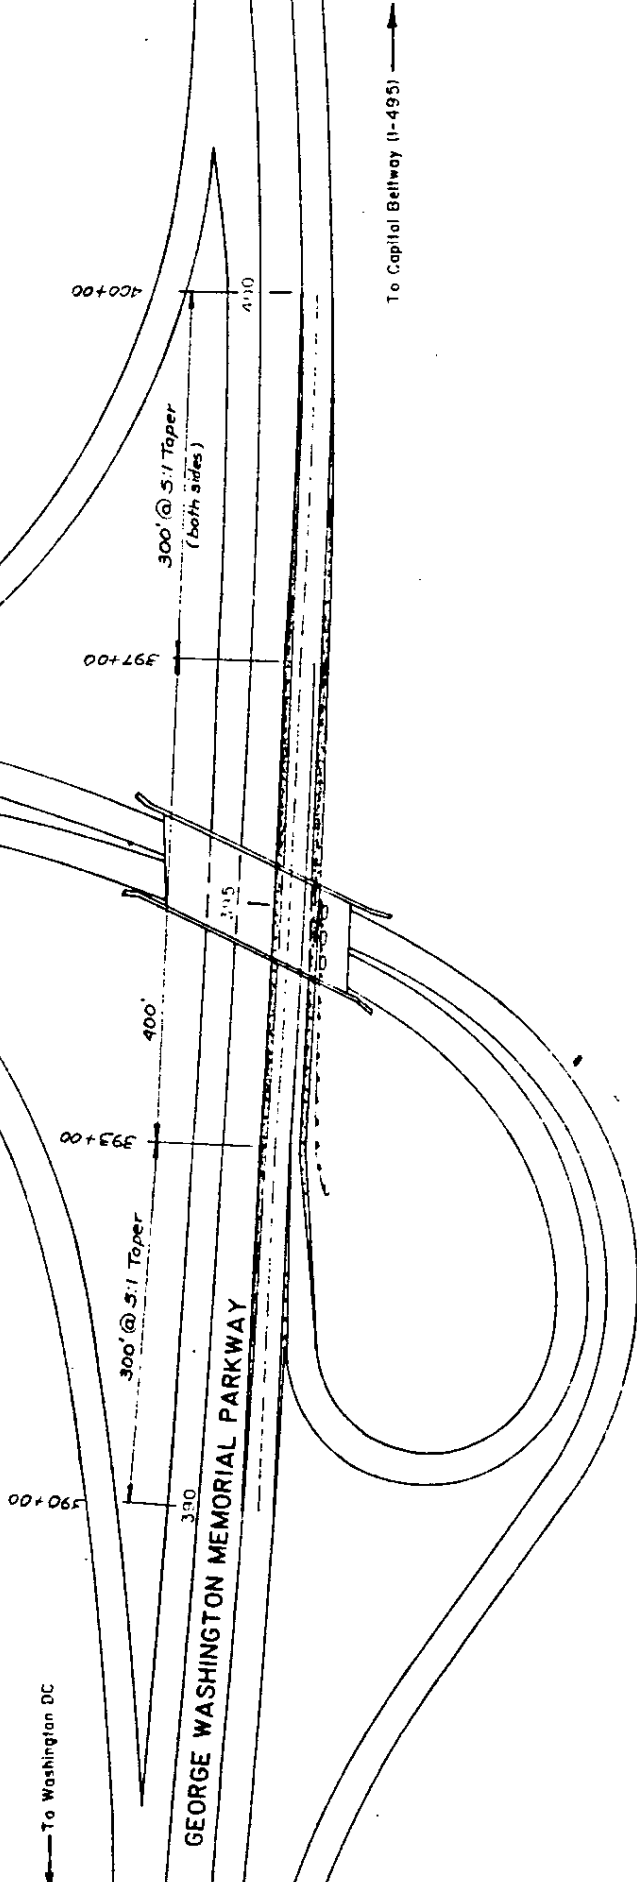 To Capital Beltway (I-495)
400+00
400
300' @ 5:1 Taper
(both sides)
397+00
395
400'
393+00
300' @ 5:1 Taper
390+00
390
GEORGE WASHINGTON MEMORIAL PARKWAY
To Washington DC